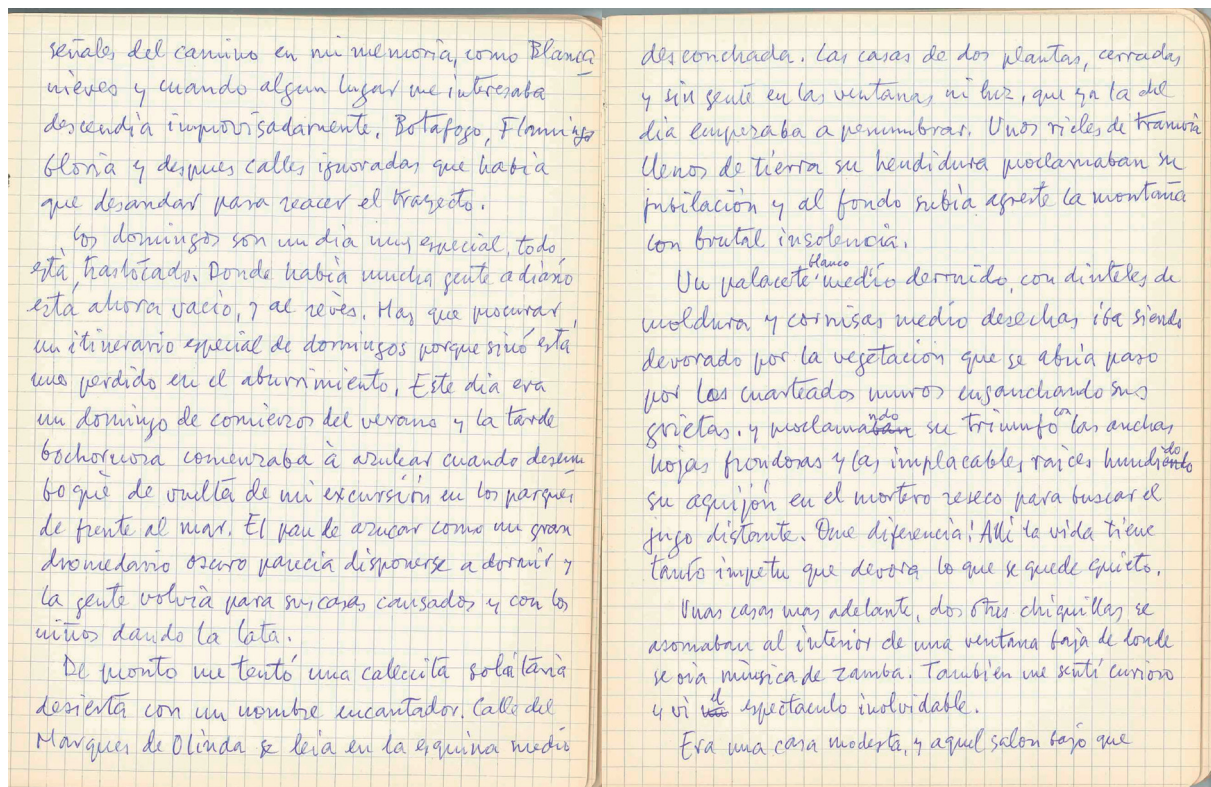 señales del camino en mi memoria, como Blanca
nieves y cuando algun lugar me interesaba
descendia improvisadamente. Botafogo, Flamingo
Gloria y despues calles ignoradas que habia
que desandar para reacer el trayecto.
Los domingos son un dia muy especial, todo
está trastocado. Donde habia mucha gente a diario
está ahora vacio, y al revés. Hay que procurar
un itinerario especial de domingos porque sinó está
uno perdido en el aburrimiento. Este dia era
un domingo de comienzos del verano y la tarde
bochornosa comenzaba à azulear cuando desem
boqué de vuelta de mi excursión en los parques
de frente al mar. El pan de azucar como un gran
dromedario oscuro parecia disponerse a dormir y
la gente volvia para sus casas cansados y con los
niños dando la lata.
De pronto me tentó una callecita solitaria
desierta con un nombre encantador. Calle del
Marques de Olinda se leia en la esquina medio
desconchada. Las casas de dos plantas, cerradas
y sin gente en las ventanas ni luz, que ya la del
dia empezaba a penumbrar. Unos rieles de tranvia
llenos de tierra su hendidura proclamaban su
jubilación y al fondo subia agreste la montaña
con brutal insolencia.
Un palacete blanco medio derruido, con dinteles de
moldura y cornisas medio desechas iba siendo
devorado por la vegetación que se abria paso
por los cuarteados muros ensanchando sus
grietas. y proclamando su triunfo con las anchas
hojas frondosas y las implacables raices hundiendo
su aguijón en el mortero reseco para buscar el
jugo distante. Que diferencia! Allí la vida tiene
tanto impetu que devora lo que se quede quieto.
Unas casas mas adelante, dos o tres chiquillas se
asomaban al interior de una ventana baja de donde
se oia música de zamba. Tambien me sentí curioso
y vi el espectaculo inolvidable.
Era una casa modesta, y aquel salon bajo que